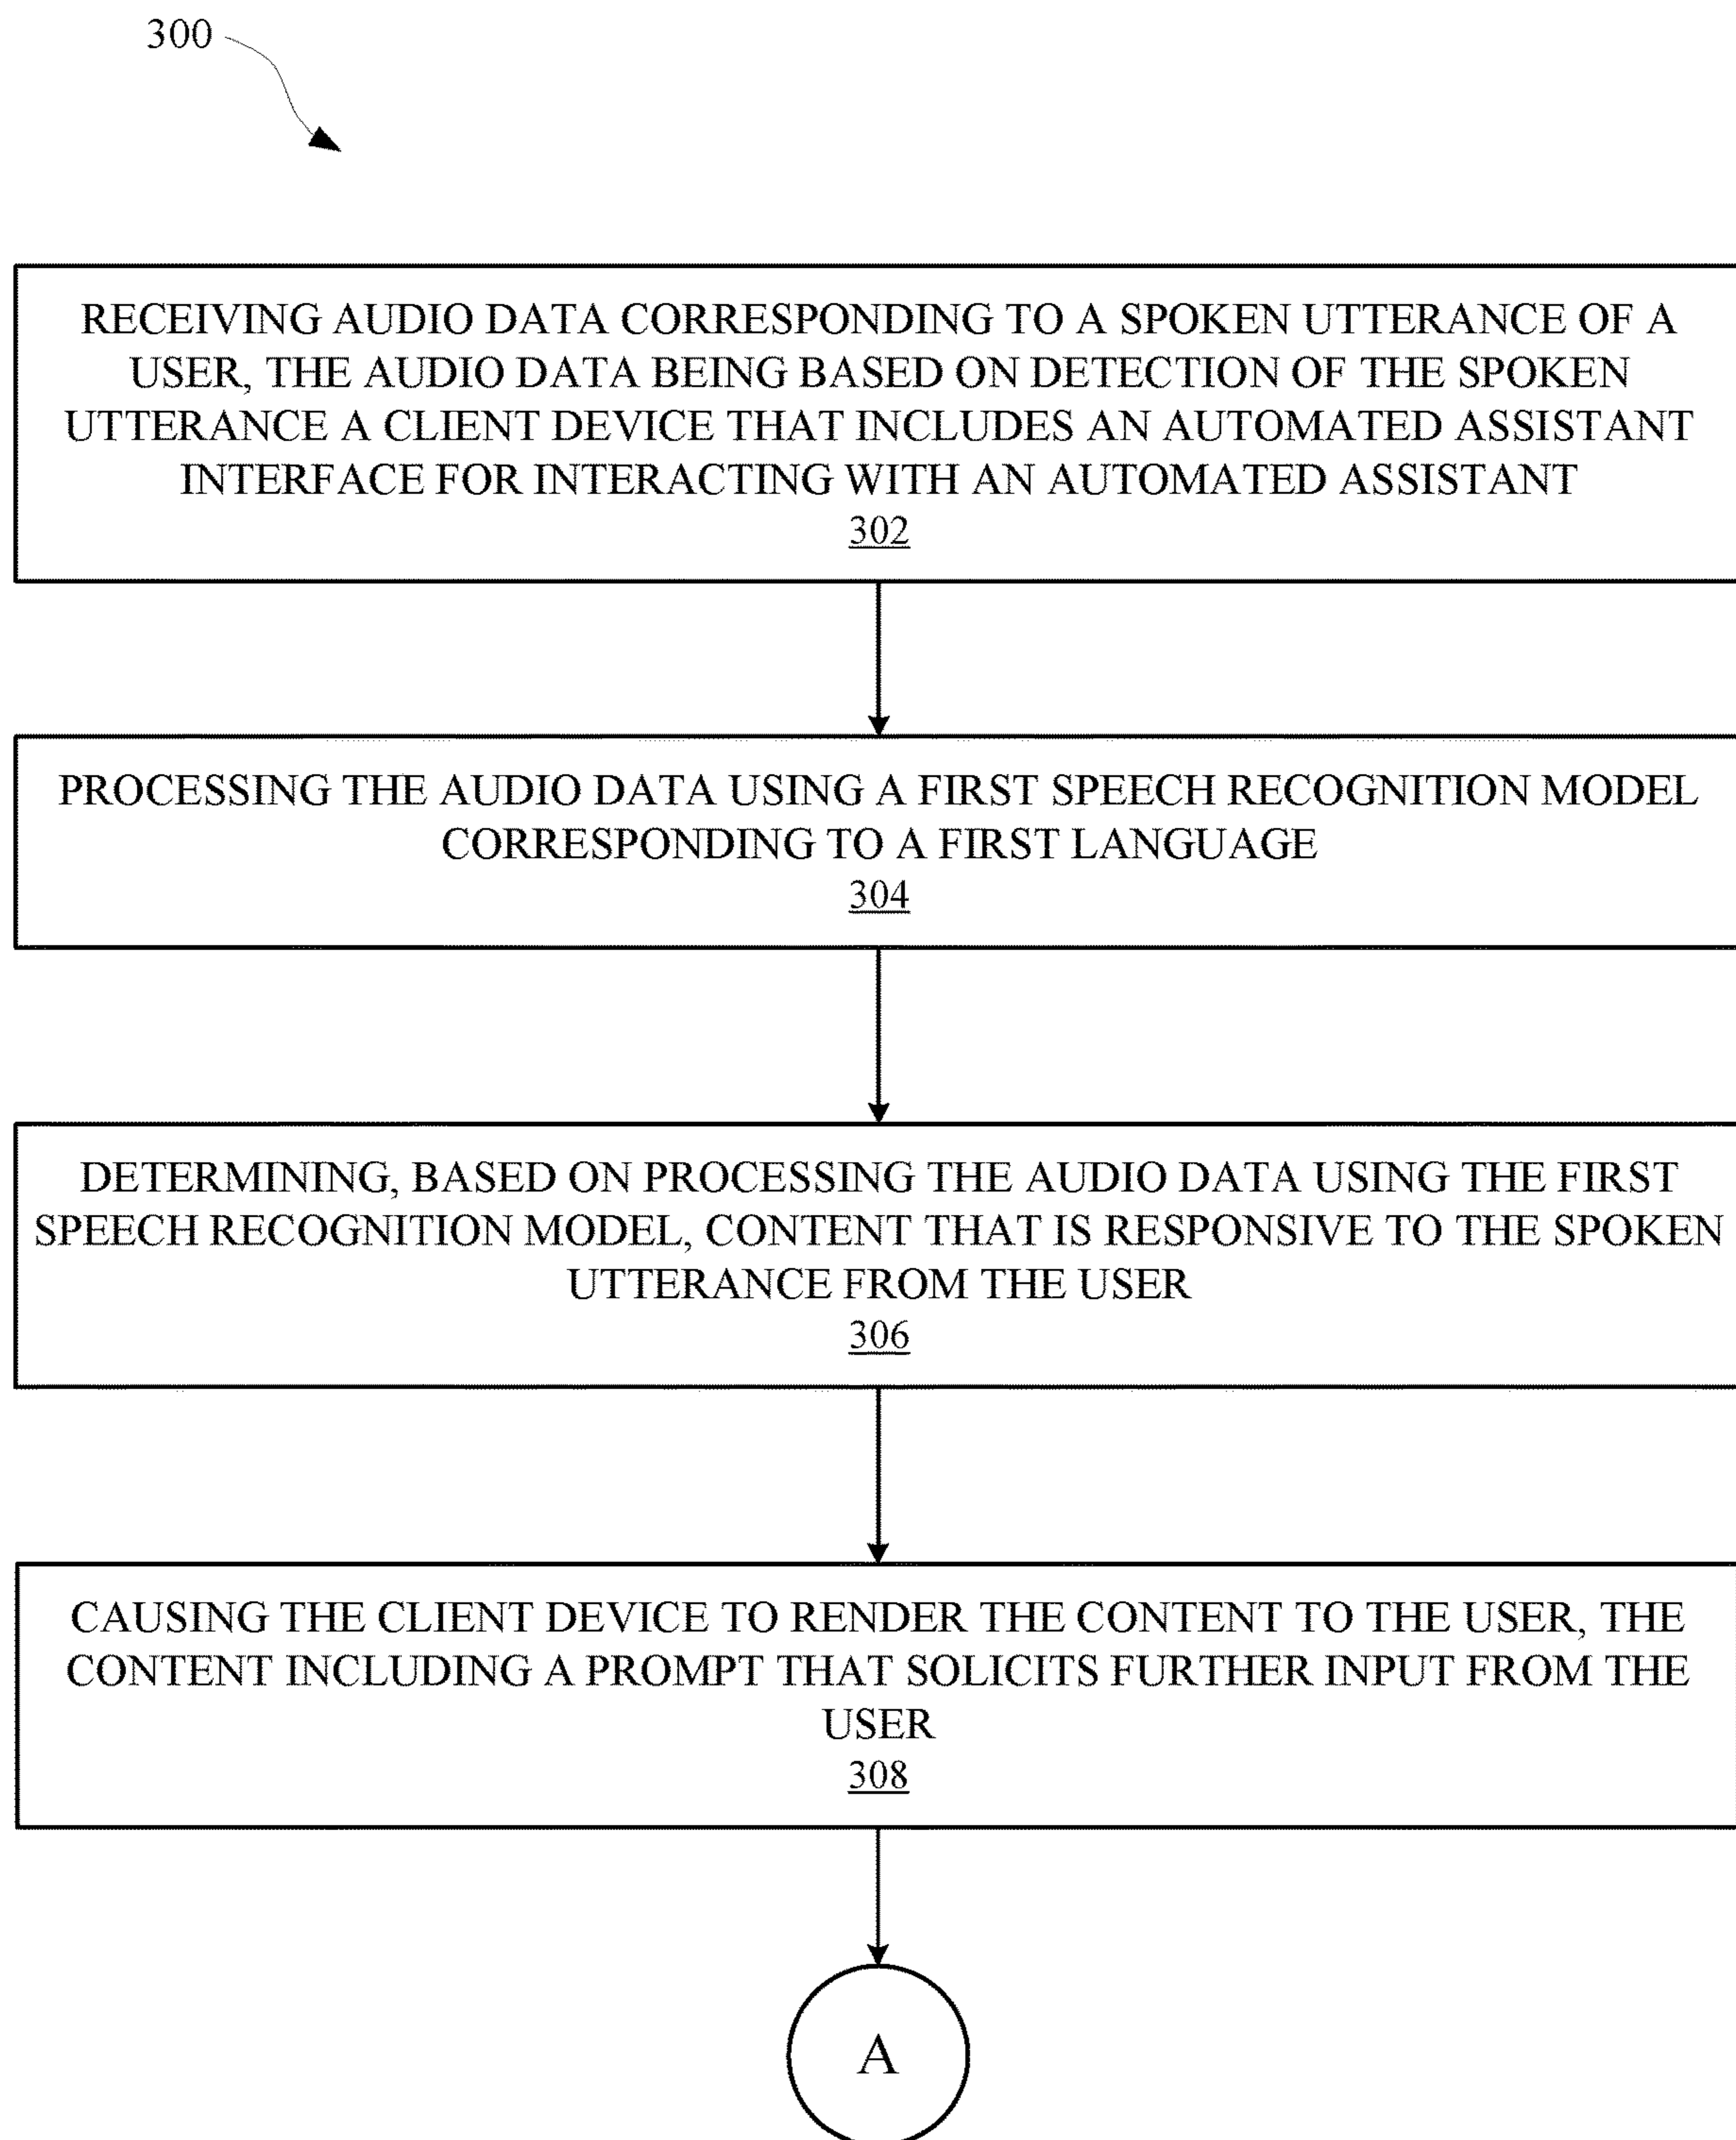 300
RECEIVING AUDIO DATA CORRESPONDING TO A SPOKEN UTTERANCE OF A
USER, THE AUDIO DATA BEING BASED ON DETECTION OF THE SPOKEN
UTTERANCE A CLIENT DEVICE THAT INCLUDES AN AUTOMATED ASSISTANT
INTERFACE FOR INTERACTING WITH AN AUTOMATED ASSISTANT
302
PROCESSING THE AUDIO DATA USING A FIRST SPEECH RECOGNITION MODEL
CORRESPONDING TO A FIRST LANGUAGE
304
DETERMINING, BASED ON PROCESSING THE AUDIO DATA USING THE FIRST
SPEECH RECOGNITION MODEL, CONTENT THAT IS RESPONSIVE TO THE SPOKEN
UTTERANCE FROM THE USER
306
CAUSING THE CLIENT DEVICE TO RENDER THE CONTENT TO THE USER, THE
CONTENT INCLUDING A PROMPT THAT SOLICITS FURTHER INPUT FROM THE
USER
308
A